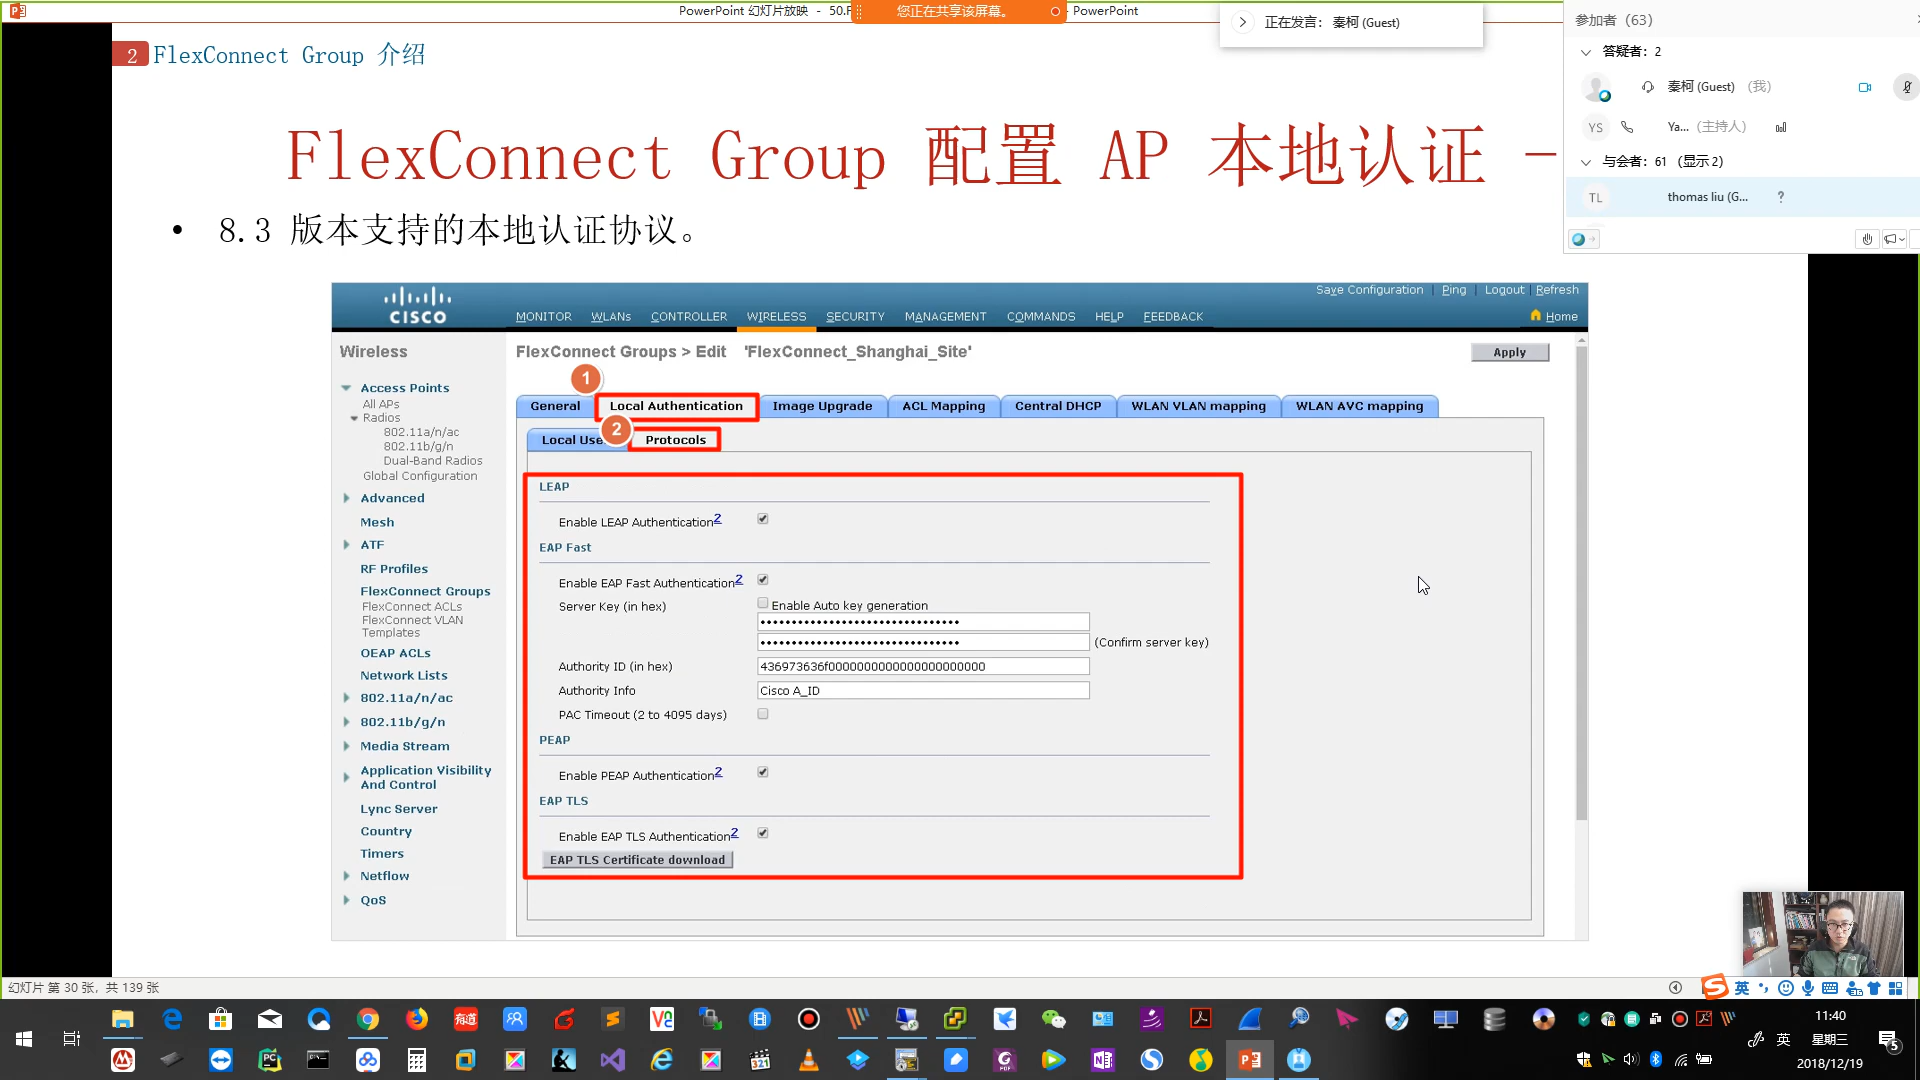 PowerPoint 幻灯片放映 - 50.F
您正在共享该屏幕。
- PowerPoint
正在发言: 秦柯 (Guest)
参加者 (63)
答疑者: 2
秦柯 (Guest) (我)
YS Ya... (主持人)
与会者: 61 (显示 2)
TL thomas liu (G... ?
2 FlexConnect Group 介绍
FlexConnect Group 配置 AP 本地认证 -
• 8.3 版本支持的本地认证协议。
Save Configuration | Ping | Logout | Refresh
CISCO
MONITOR WLANs CONTROLLER WIRELESS SECURITY MANAGEMENT COMMANDS HELP FEEDBACK
Home
Wireless
FlexConnect Groups > Edit 'FlexConnect_Shanghai_Site'
Apply
1
General Local Authentication Image Upgrade ACL Mapping Central DHCP WLAN VLAN mapping WLAN AVC mapping
2
Local Use Protocols
Access Points
All APs
Radios
802.11a/n/ac
802.11b/g/n
Dual-Band Radios
Global Configuration
Advanced
Mesh
ATF
RF Profiles
FlexConnect Groups
FlexConnect ACLs
FlexConnect VLAN
Templates
OEAP ACLs
Network Lists
802.11a/n/ac
802.11b/g/n
Media Stream
Application Visibility
And Control
Lync Server
Country
Timers
Netflow
QoS
LEAP
Enable LEAP Authentication2
EAP Fast
Enable EAP Fast Authentication2
Server Key (in hex)
Enable Auto key generation
(Confirm server key)
Authority ID (in hex)
Authority Info
Cisco A_ID
PAC Timeout (2 to 4095 days)
PEAP
Enable PEAP Authentication2
EAP TLS
Enable EAP TLS Authentication2
EAP TLS Certificate download
幻灯片 第 30 张，共 139 张
英
11:40
英 星期三
2018/12/19
5